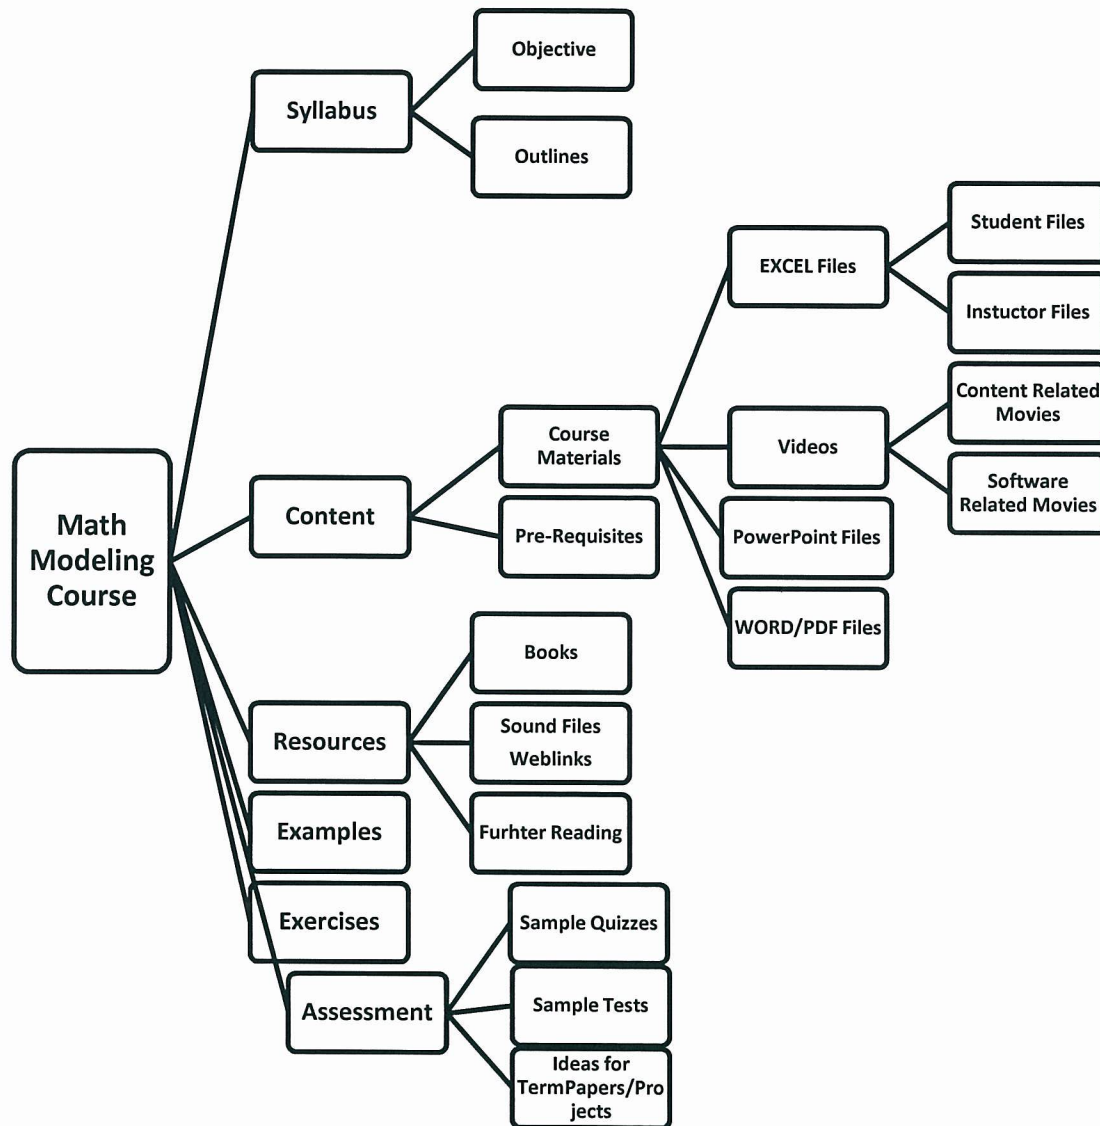 Objective
Syllabus
Outlines
Student Files
EXCEL Files
Instuctor Files
Content Related
Movies
Course
Materials
Videos
Software
Related Movies
Math
Modeling
Course
Content
Pre-Requisites
PowerPoint Files
WORD/PDF Files
Books
Resources
Sound Files
Weblinks
Examples
Furhter Reading
Exercises
Sample Quizzes
Assessment
Sample Tests
Ideas for
TermPapers/Pro
jects